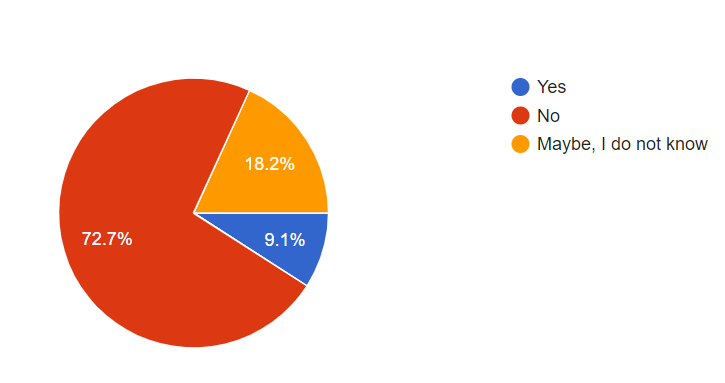 Yes
No
Maybe, I do not know
18.2%
9.1%
72.7%